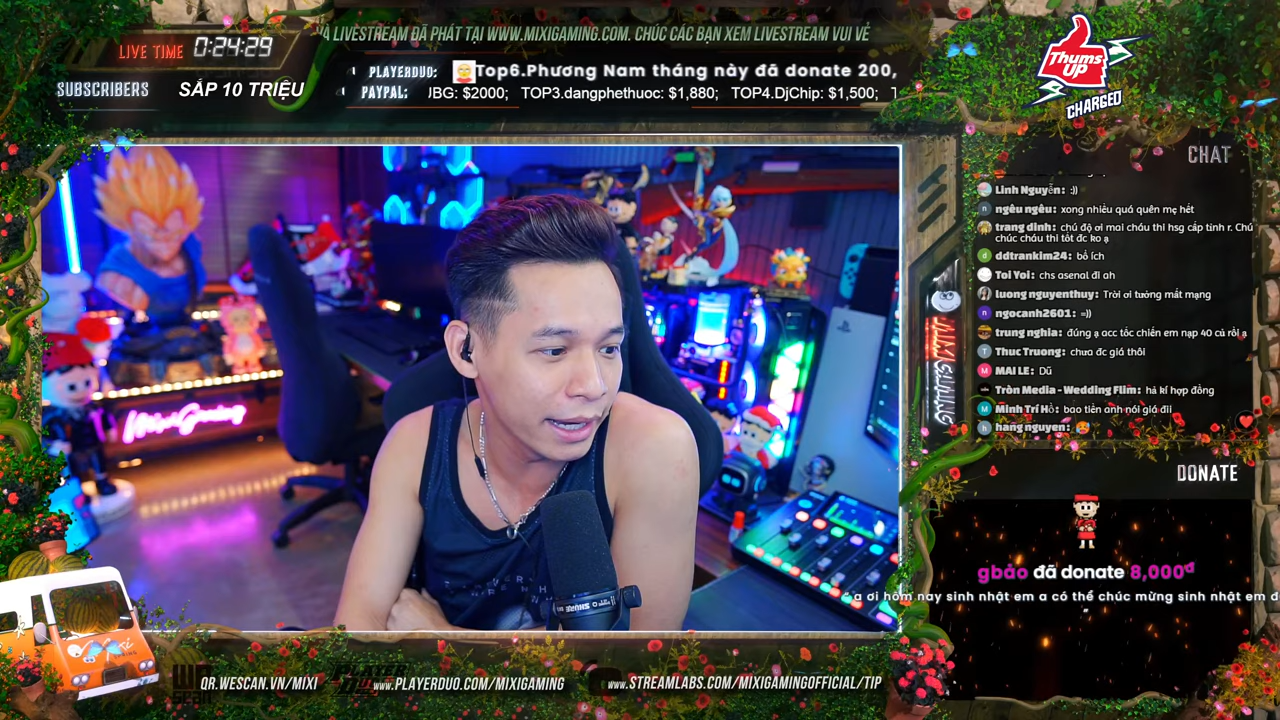 À LIVESTREAM ĐÃ PHÁT TẠI WWW.MIXIGAMING.COM. CHÚC CÁC BẠN XEM LIVESTREAM VUI VẺ
LIVE TIME 0:24:29
PLAYERDUO: Top6.Phương Nam tháng này đã donate 200,
SUBSCRIBERS SẮP 10 TRIỆU
PAYPAL: JBG: $2000; TOP3.dangphethuoc: $1,880; TOP4.DjChip: $1,500;
Thums Up
CHARGED
CHAT
Linh Nguyễn: :))
ngêu ngêu: xong nhiều quá quên mẹ hết
trang dinh: chú độ ơi mai cháu thi hsg cấp tỉnh r. Chú chúc cháu thi tốt đc ko ạ
ddtrankim24: bổ ích
Toi Yoi: chs asenal đi ah
luong nguyenthuy: Trời ơi tưởng mất mạng
ngocanh2601: =))
trung nghia: đúng ạ acc tốc chiến em nạp 40 củ rồi ạ
Thuc Truong: chưa đc giá thôi
MAI LE: Dũ
Tròn Media - Wedding Flim: hả kí hợp đồng
Minh Trí Hồ: bao tiền anh nói giá đii
hang nguyen:
MixiGaming
SHURE
DONATE
gbảo đã donate 8,000đ
" a ơi hôm nay sinh nhật em a có thể chúc mừng sinh nhật em đ
"
QR.WESCAN.VN/MIXI
WWW.PLAYERDUO.COM/MIXIGAMING
WWW.STREAMLABS.COM/MIXIGAMINGOFFICIAL/TIP